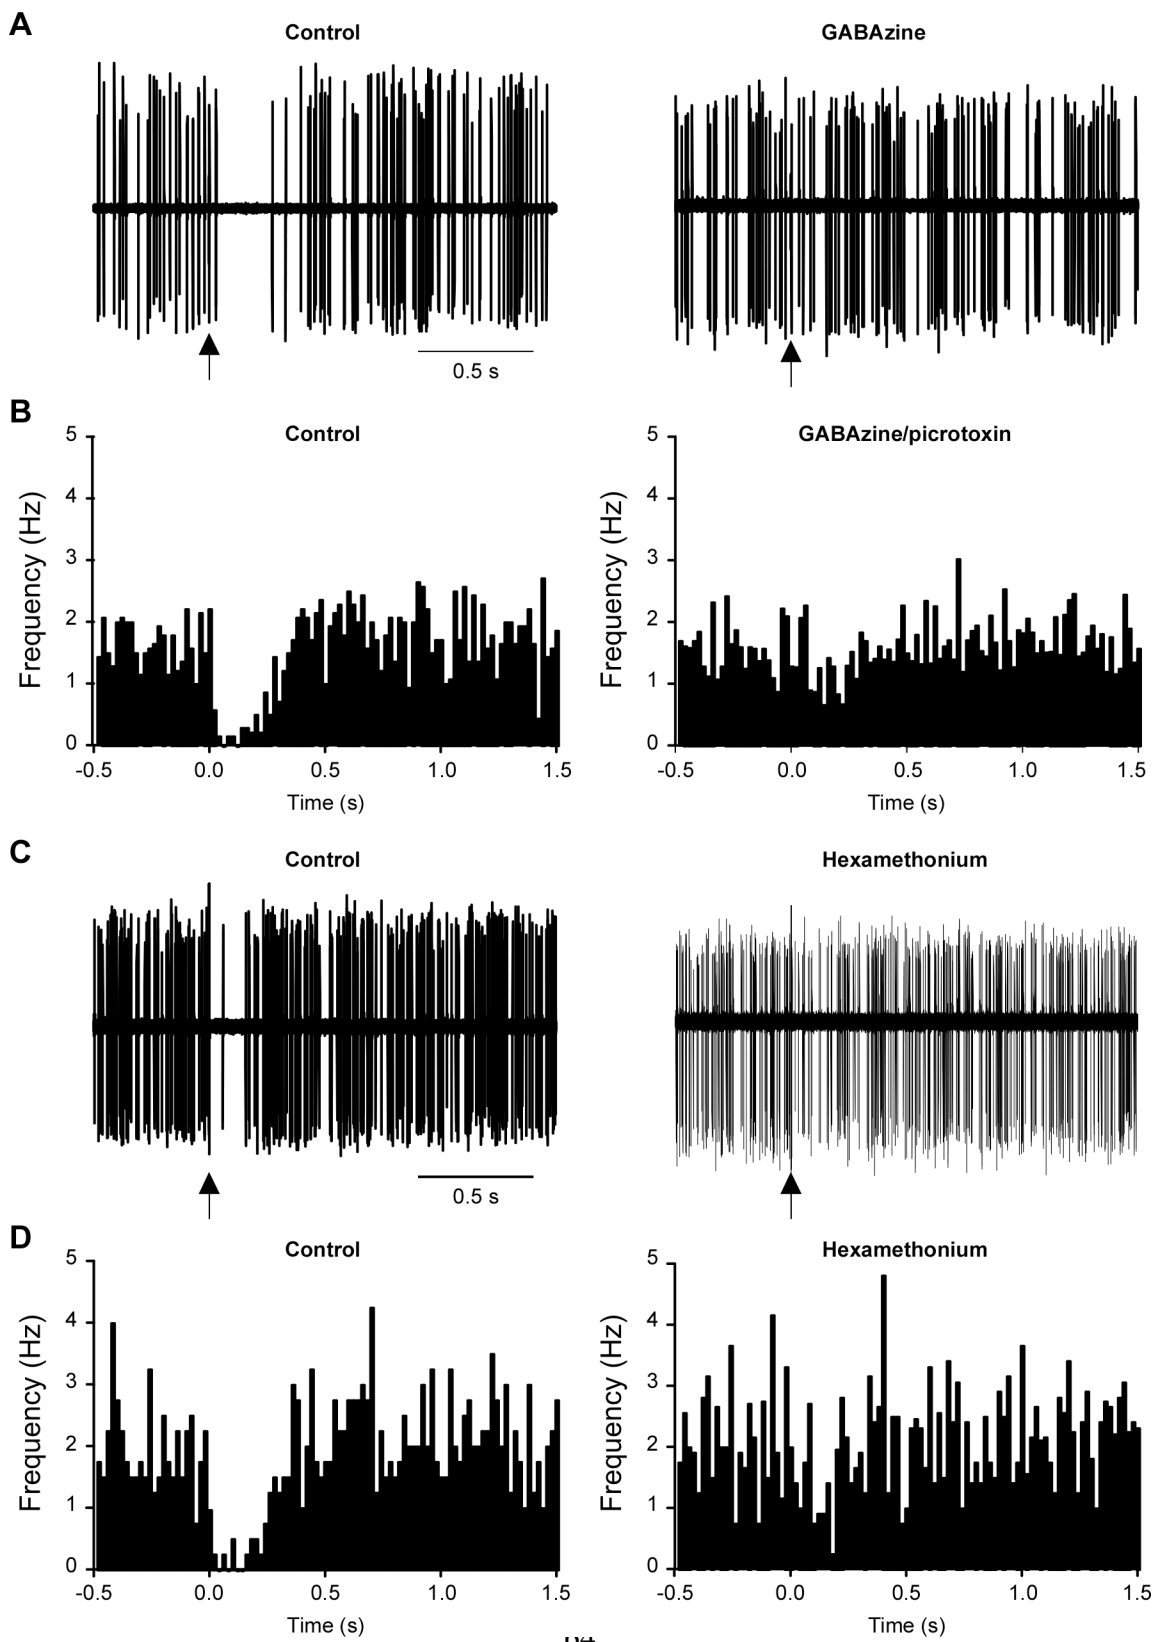 A
Control GABAzine
0.5 s
B
Control GABAzine/picrotoxin
5 5
4 4
3 3
2 2
1 1
0 0
Frequency (Hz) Frequency (Hz)
-0.5 0.0 0.5 1.0 1.5 -0.5 0.0 0.5 1.0 1.5
Time (s) Time (s)
C
Control Hexamethonium
0.5 s
D
Control Hexamethonium
5 5
4 4
3 3
2 2
1 1
0 0
Frequency (Hz) Frequency (Hz)
-0.5 0.0 0.5 1.0 1.5 -0.5 0.0 0.5 1.0 1.5
Time (s) Time (s)